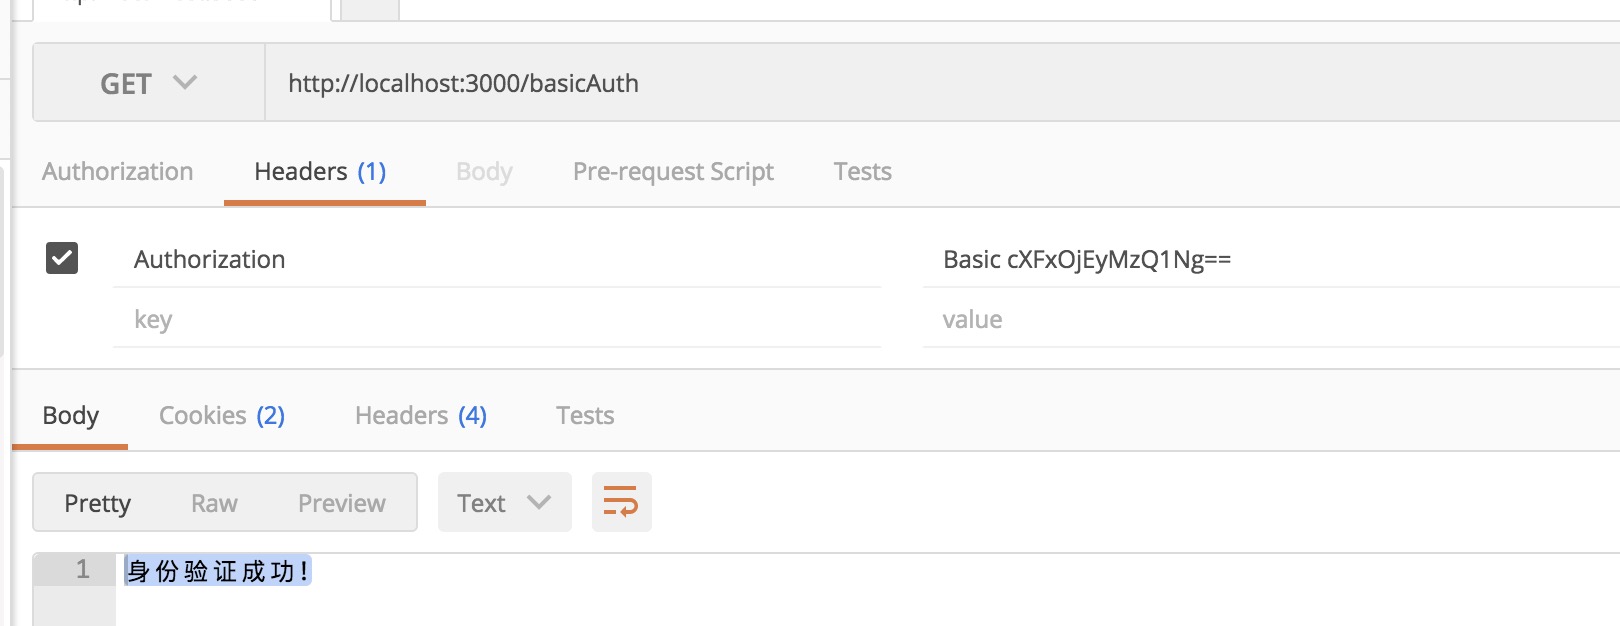 GET http://localhost:3000/basicAuth
Authorization Headers (1) Body Pre-request Script Tests
Authorization Basic cXFxOjEyMzQ1Ng==
key value
Body Cookies (2) Headers (4) Tests
Pretty Raw Preview Text
1 身份验证成功!